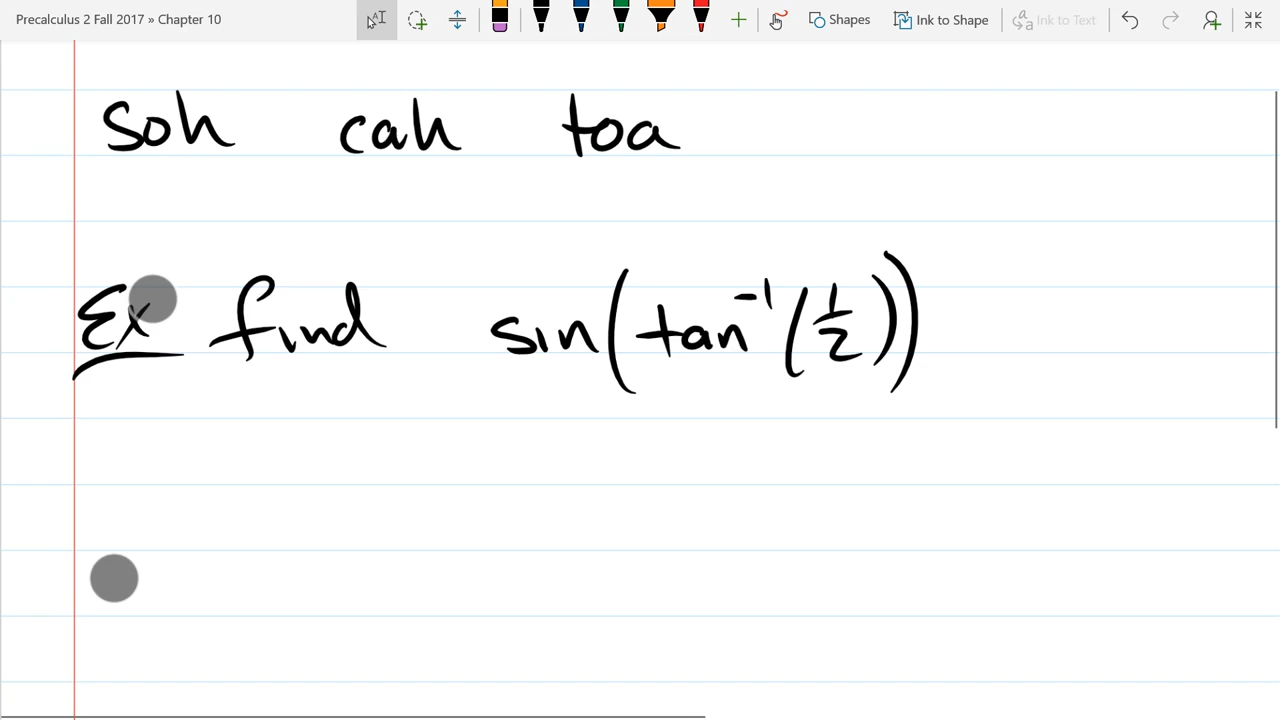 Precalculus 2 Fall 2017 » Chapter 10
Shapes
Ink to Shape
Ink to Text
soh cah toa
Ex find sin(tan⁻¹(1/2))